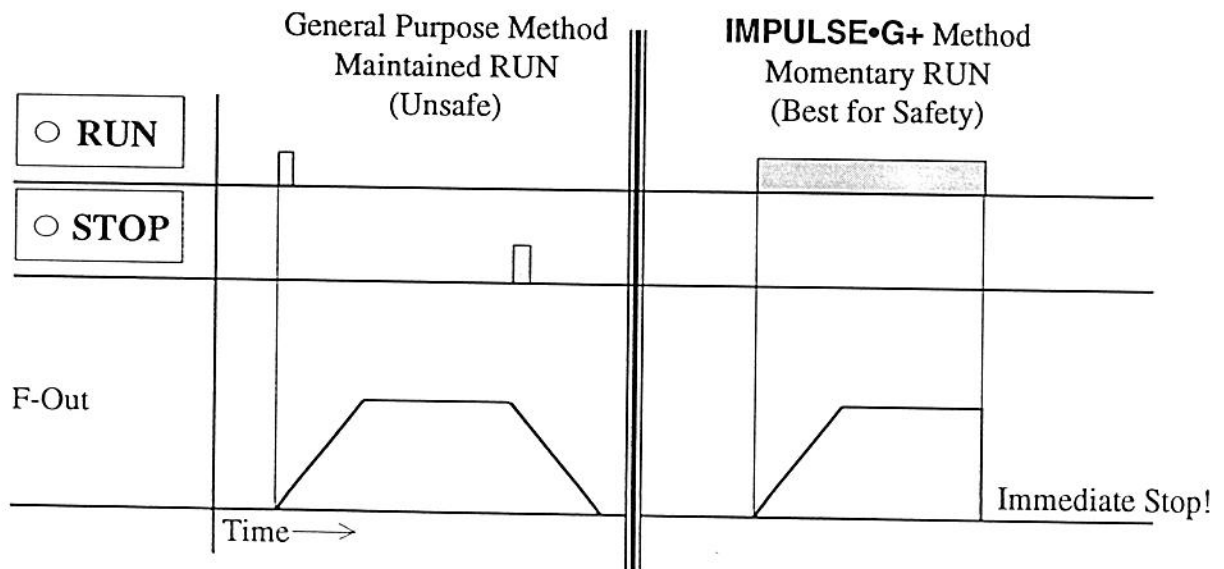 General Purpose Method
Maintained RUN
(Unsafe)
IMPULSE•G+ Method
Momentary RUN
(Best for Safety)
RUN
STOP
F-Out
Immediate Stop!
Time